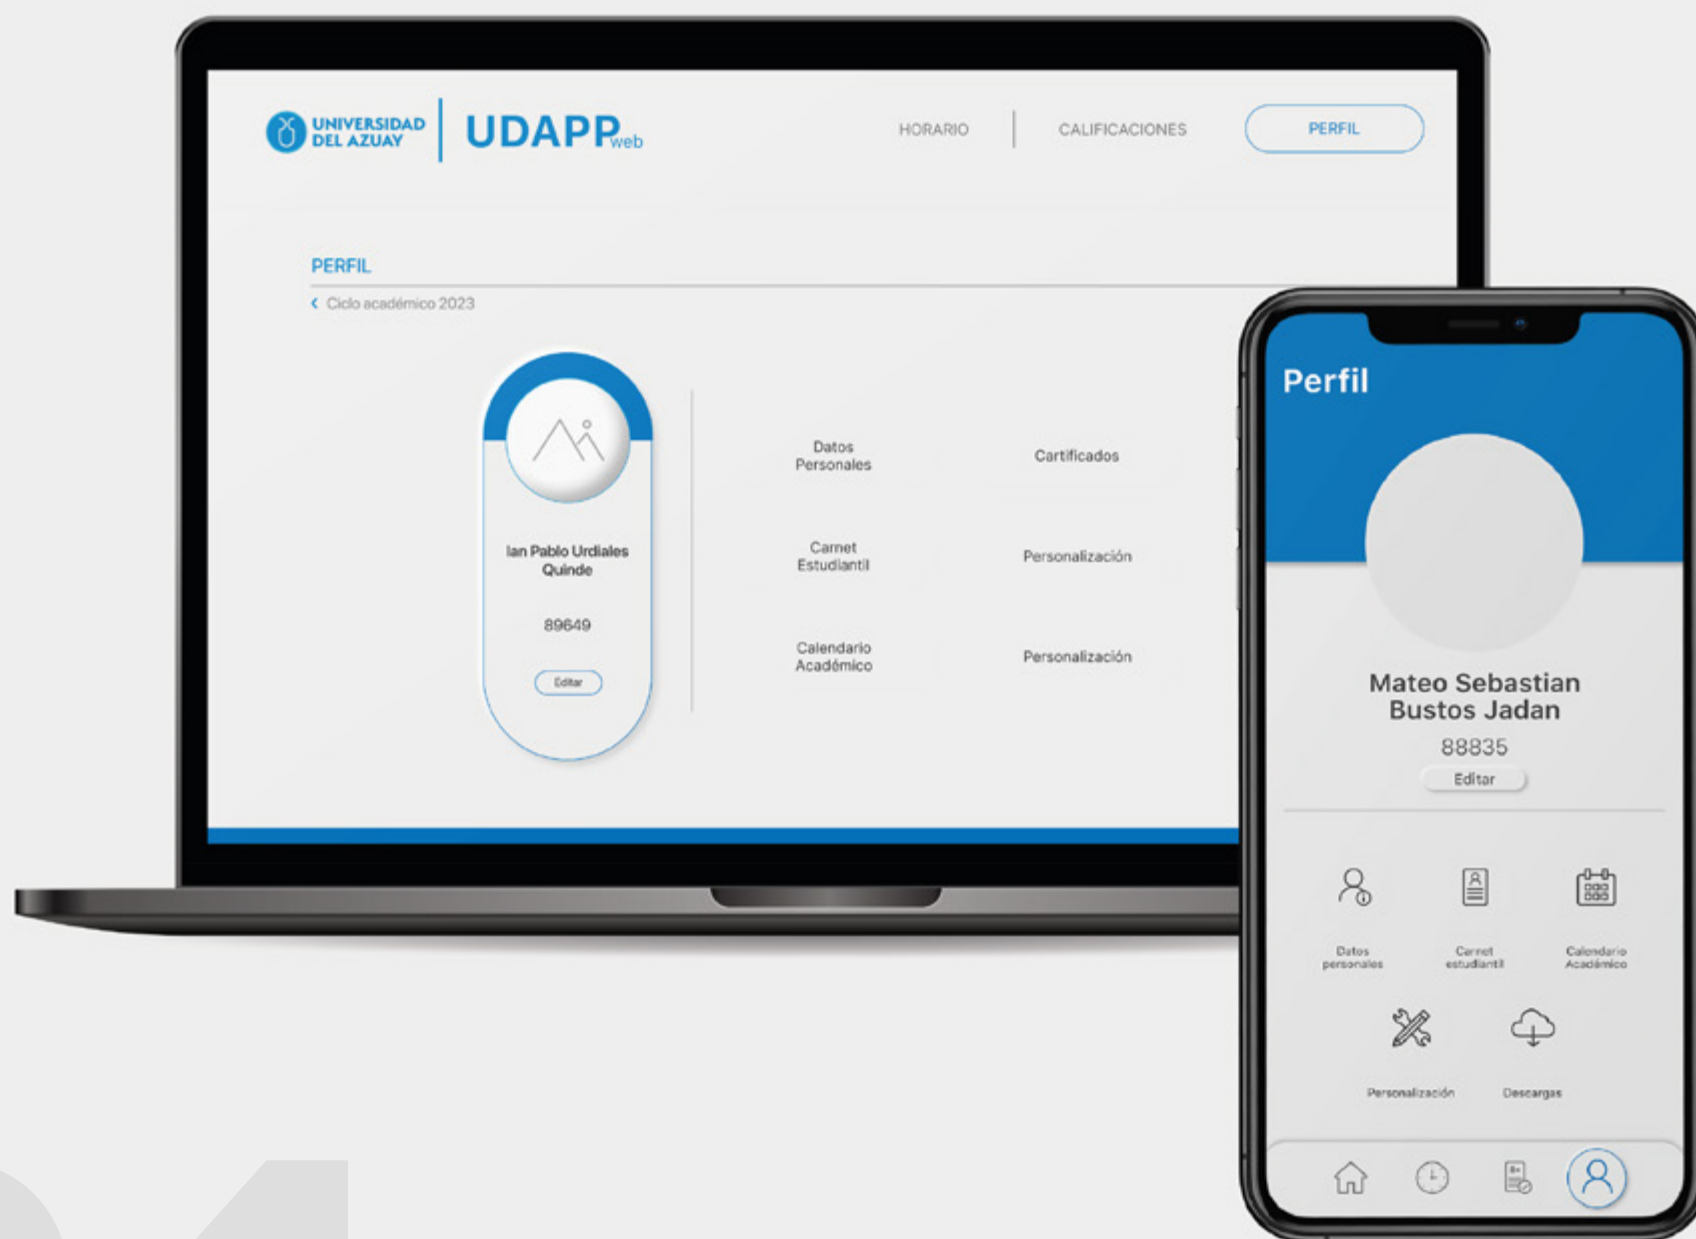 UNIVERSIDAD
DEL AZUAY
UDAPPweb
HORARIO
CALIFICACIONES
PERFIL
PERFIL
‹ Ciclo académico 2023
Ian Pablo Urdiales
Quinde
89649
Editar
Datos
Personales
Cartificados
Carnet
Estudiantil
Personalización
Calendario
Académico
Personalización
Perfil
Mateo Sebastian
Bustos Jadan
88835
Editar
Datos
personales
Carnet
estudiantil
Calendario
Académico
Personalización
Descargas